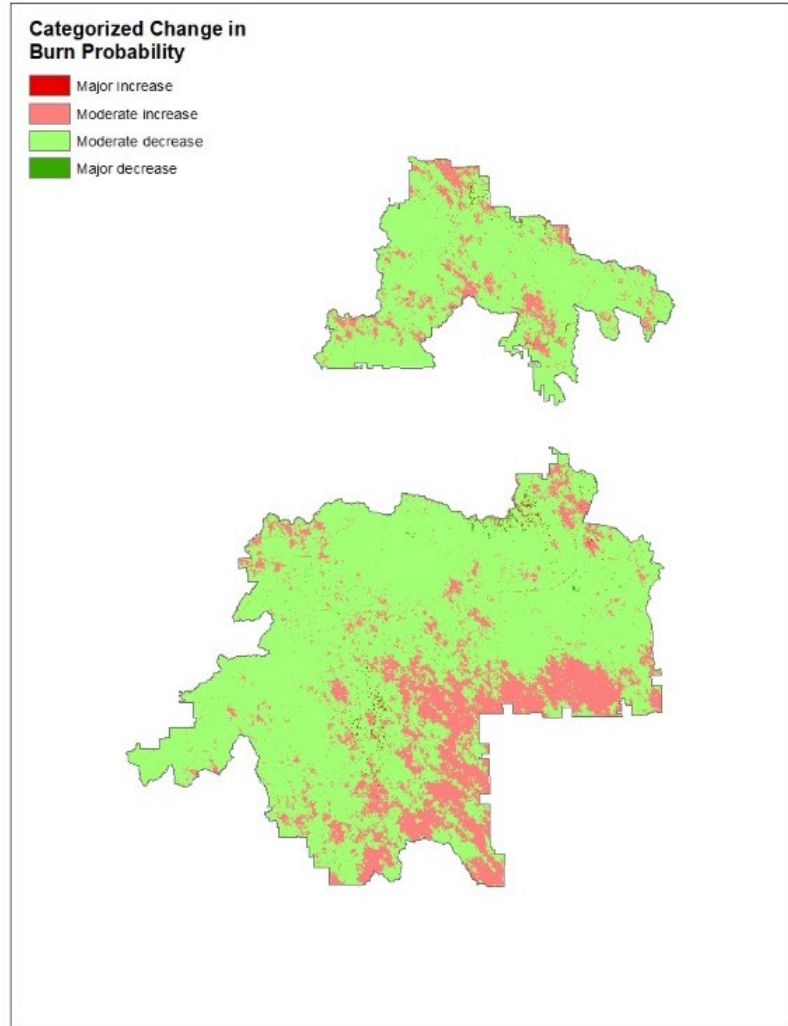 Categorized Change in
Burn Probability
Major increase
Moderate increase
Moderate decrease
Major decrease